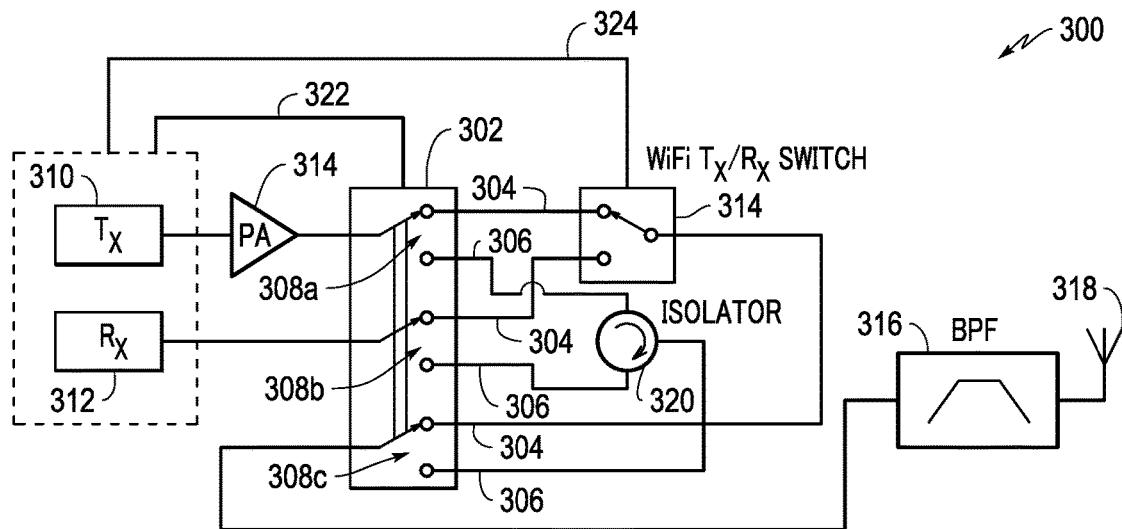 324
300
322
302
WiFi TX/RX SWITCH
310
314
304
314
TX
PA
306
308a
318
ISOLATOR
316
BPF
RX
304
308b
312
306
320
304
308c
306